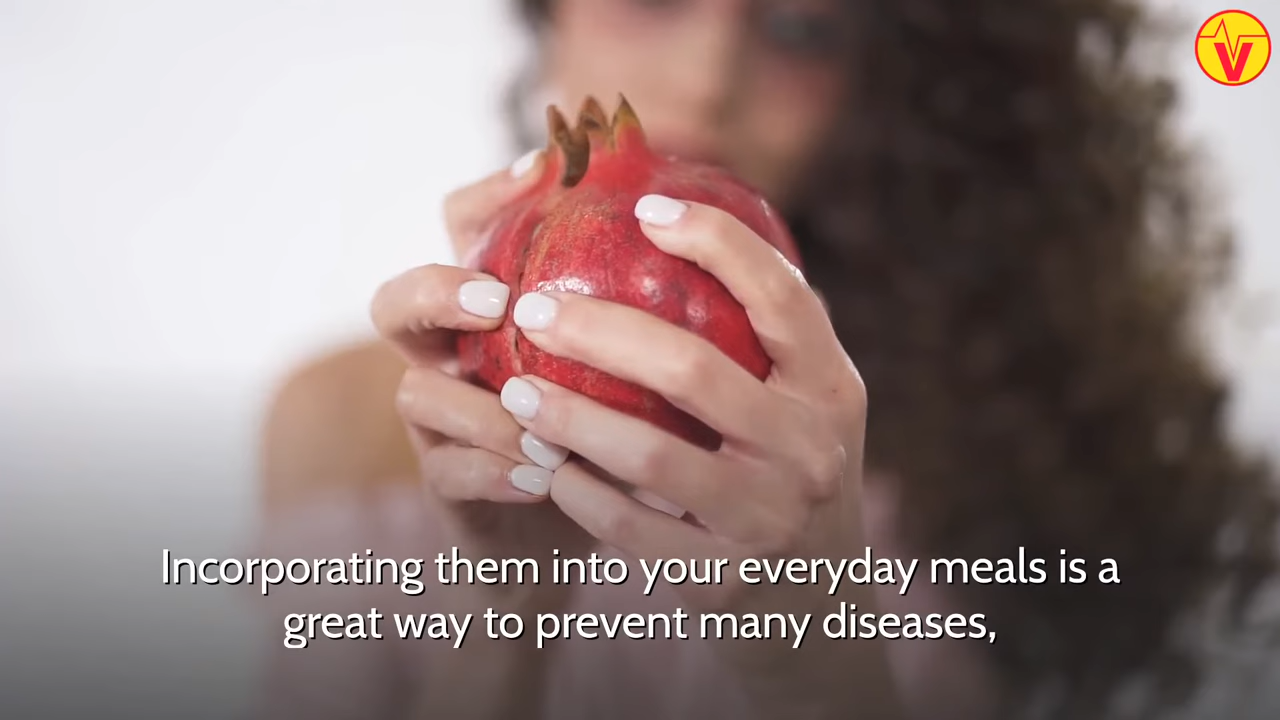 V
Incorporating them into your everyday meals is a
great way to prevent many diseases,